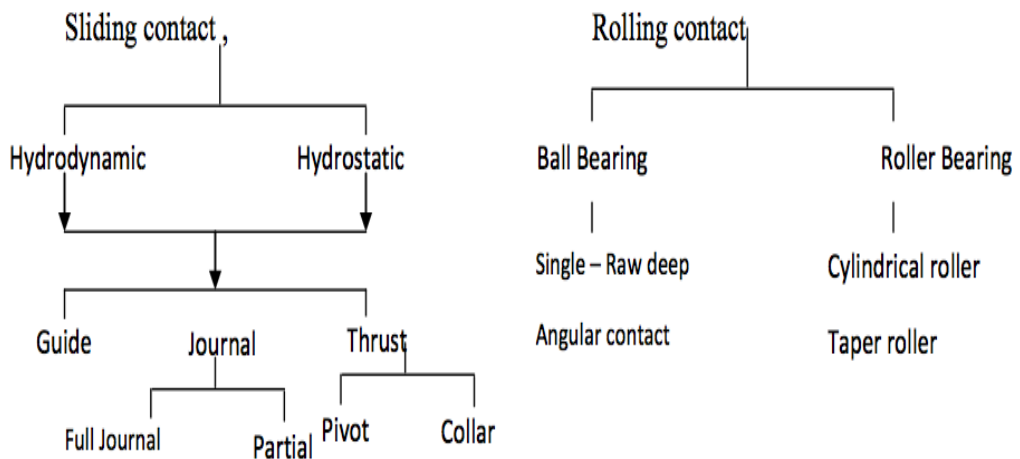 Sliding contact ,
Rolling contact
Hydrodynamic
Hydrostatic
Ball Bearing
Roller Bearing
Single – Raw deep
Cylindrical roller
Angular contact
Taper roller
Guide
Journal
Thrust
Full Journal
Partial
Pivot
Collar